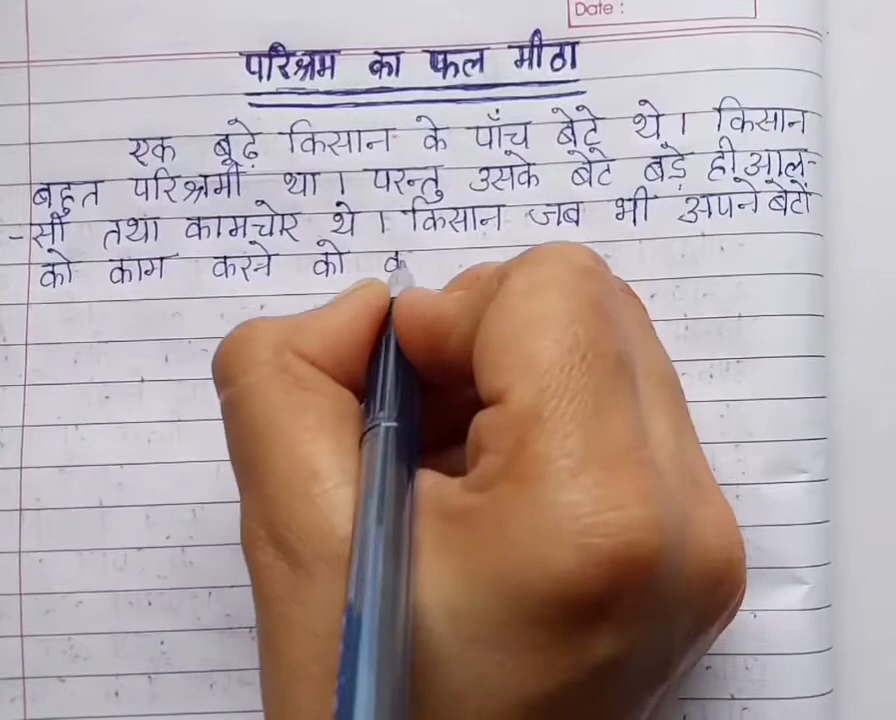 Date :
परिश्रम का फल मीठा
एक बूढ़े किसान के पाँच बेटे थे । किसान
बहुत परिश्रमी था । परन्तु उसके बेटे बड़े ही आल-
-सी तथा कामचोर थे । किसान जब भी अपने बेटों
को काम करने को